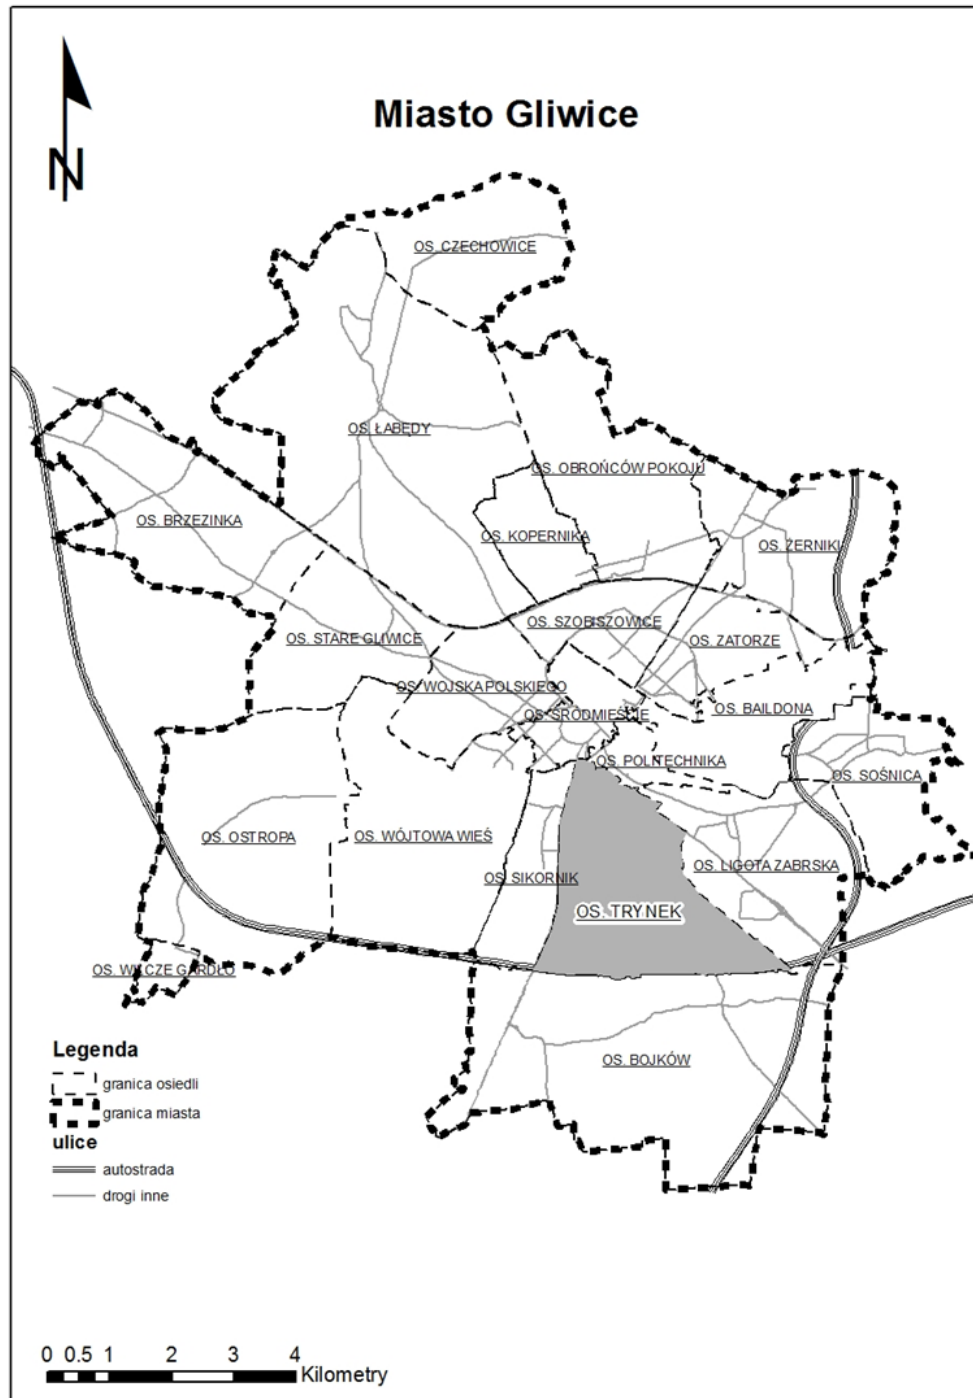 Miasto Gliwice
N
OS. CZECHOWICE
OS. ŁABĘDY
OS. OBROŃCÓW POKOJU
OS. BRZEZINKA
OS. KOPERNIKA
OS. ŻERNIKI
OS. SZOBISZOWICE
OS. STARE GLIWICE
OS. ZATORZE
OS. WOJSKA POLSKIEGO
OS. BAILDONA
OS. ŚRÓDMIEŚCIE
OS. POLITECHNIKA
OS. SOŚNICA
OS. OSTROPA
OS. WÓJTOWA WIEŚ
OS. LIGOTA ZABRSKA
OS. SIKORNIK
OS. TRYNEK
OS. WILCZE GARDŁO
OS. BOJKÓW
Legenda
granica osiedli
granica miasta
ulice
autostrada
drogi inne
0 0.5 1 2 3 4
Kilometry